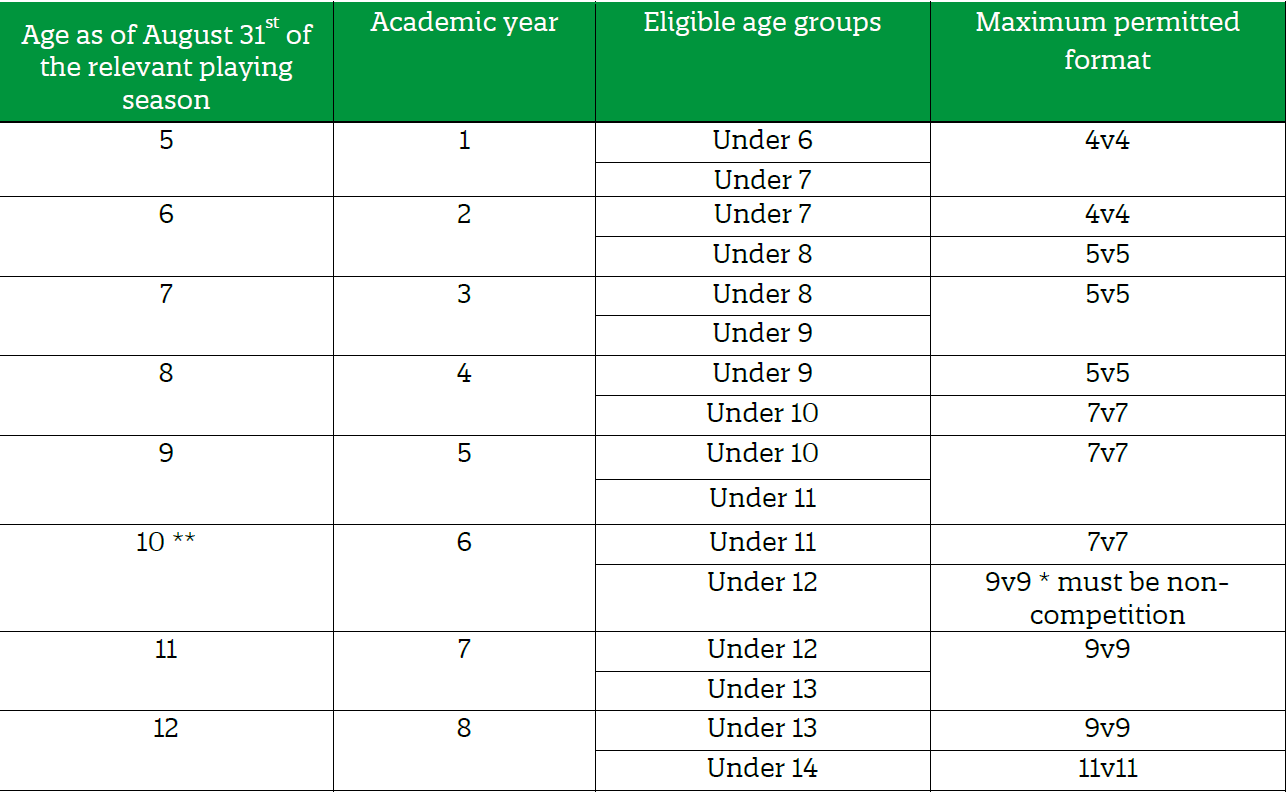 Age as of August 31st of
the relevant playing
season
Academic year
Eligible age groups
Maximum permitted
format
5
1
Under 6
4v4
Under 7
6
2
Under 7
4v4
Under 8
5v5
7
3
Under 8
5v5
Under 9
8
4
Under 9
5v5
Under 10
7v7
9
5
Under 10
7v7
Under 11
10 **
6
Under 11
7v7
Under 12
9v9 * must be non-
competition
11
7
Under 12
9v9
Under 13
12
8
Under 13
9v9
Under 14
11v11